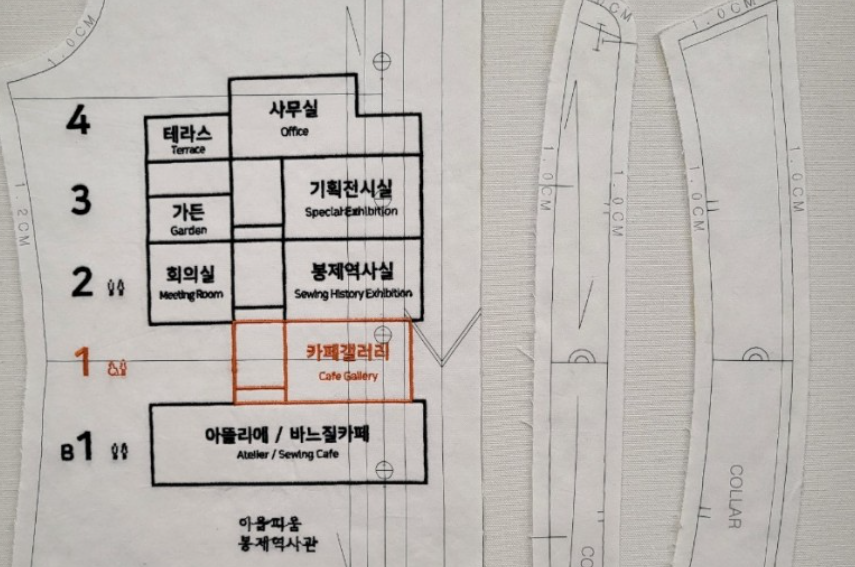 4
사무실
Office
테라스
Terrace
3
기획전시실
Special Exhibition
가든
Garden
2
회의실
Meeting Room
봉제역사실
Sewing History Exhibition
1
카페갤러리
Cafe Gallery
B1
아뜰리에 / 바느질카페
Atelier / Sewing Cafe
이음피움
봉제역사관
1.0CM
1.2CM
1.0CM
1.0CM
1.0CM
1.0CM
1.0CM
COLLAR